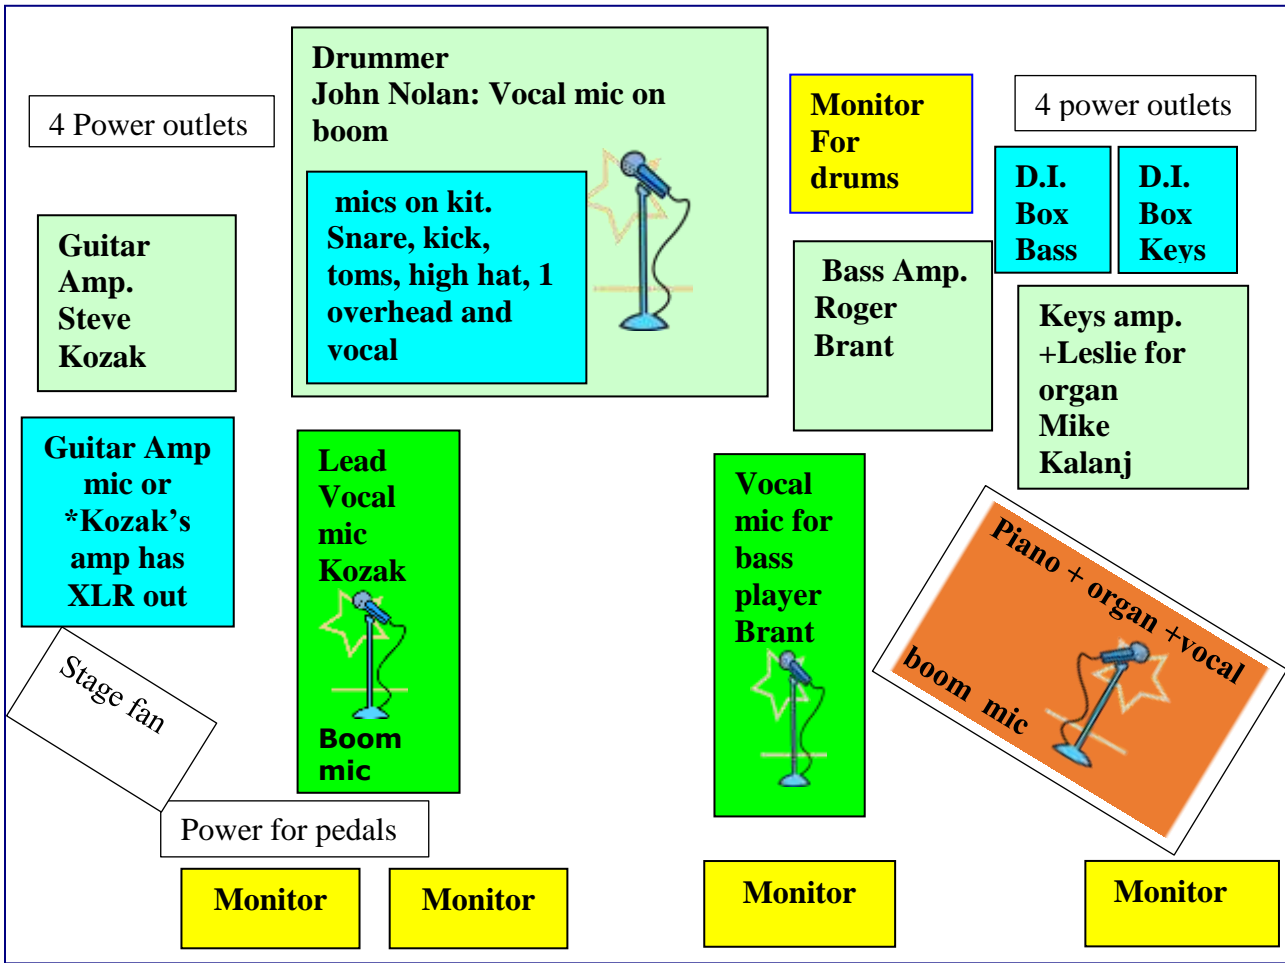 Drummer
John Nolan: Vocal mic on
boom
mics on kit.
Snare, kick,
toms, high hat, 1
overhead and
vocal
4 Power outlets
Monitor
For
drums
4 power outlets
D.I.
Box
Bass
D.I.
Box
Keys
Guitar
Amp.
Steve
Kozak
Bass Amp.
Roger
Brant
Keys amp.
+Leslie for
organ
Mike
Kalanj
Guitar Amp
mic or
*Kozak's
amp has
XLR out
Lead
Vocal
mic
Kozak
Boom
mic
Vocal
mic for
bass
player
Brant
Piano + organ +vocal
boom mic
Stage fan
Power for pedals
Monitor
Monitor
Monitor
Monitor